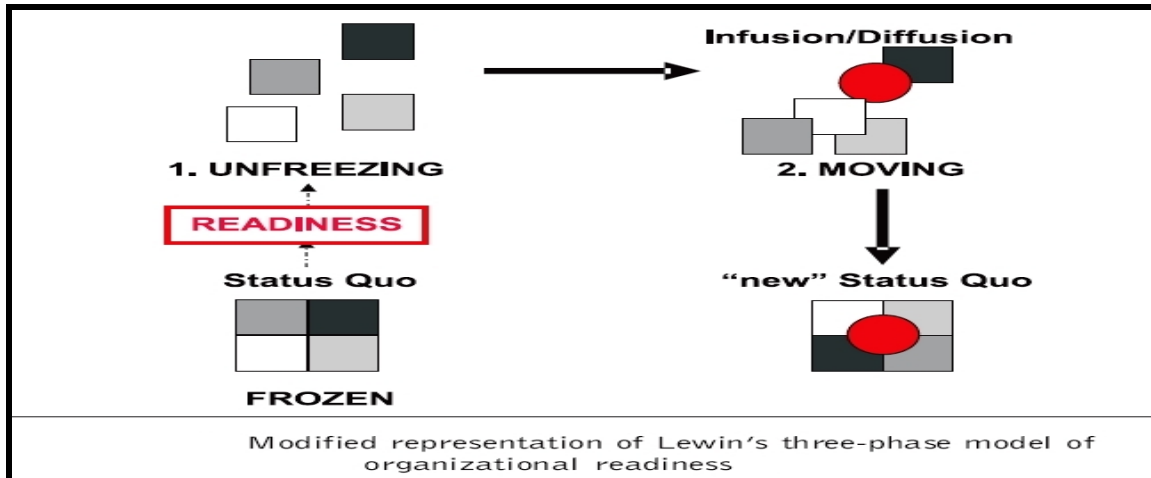 Infusion/Diffusion
1. UNFREEZING
2. MOVING
READINESS
Status Quo
“new” Status Quo
FROZEN
Modified representation of Lewin’s three-phase model of
organizational readiness